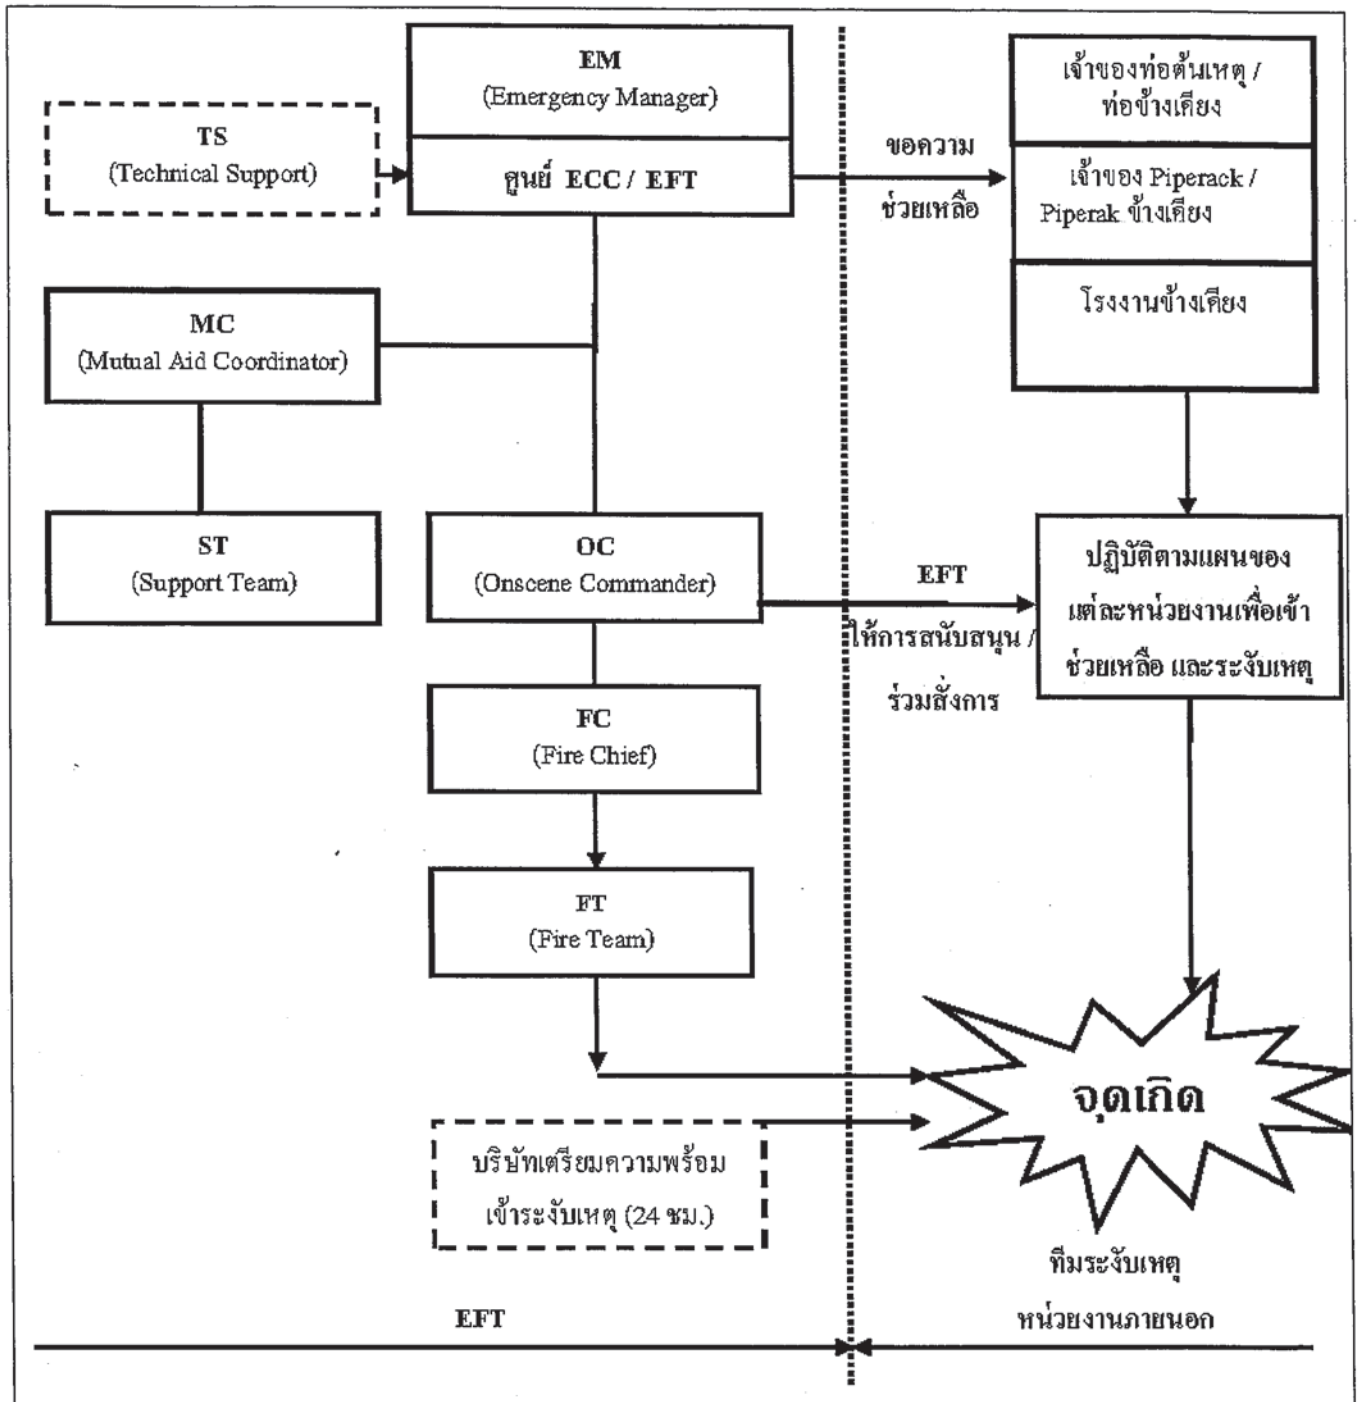 EM
(Emergency Manager)
ศูนย์ ECC / EFT
TS
(Technical Support)
ขอความ
ช่วยเหลือ
เจ้าของท่อต้นเหตุ /
ท่อข้างเคียง
เจ้าของ Piperack /
Piperak ข้างเคียง
โรงงานข้างเคียง
MC
(Mutual Aid Coordinator)
ST
(Support Team)
OC
(Onscene Commander)
EFT
ให้การสนับสนุน /
ร่วมสั่งการ
ปฏิบัติตามแผนของ
แต่ละหน่วยงานเพื่อเข้า
ช่วยเหลือ และระงับเหตุ
FC
(Fire Chief)
FT
(Fire Team)
จุดเกิด
บริษัทเตรียมความพร้อม
เข้าระงับเหตุ (24 ชม.)
ทีมระงับเหตุ
EFT
หน่วยงานภายนอก